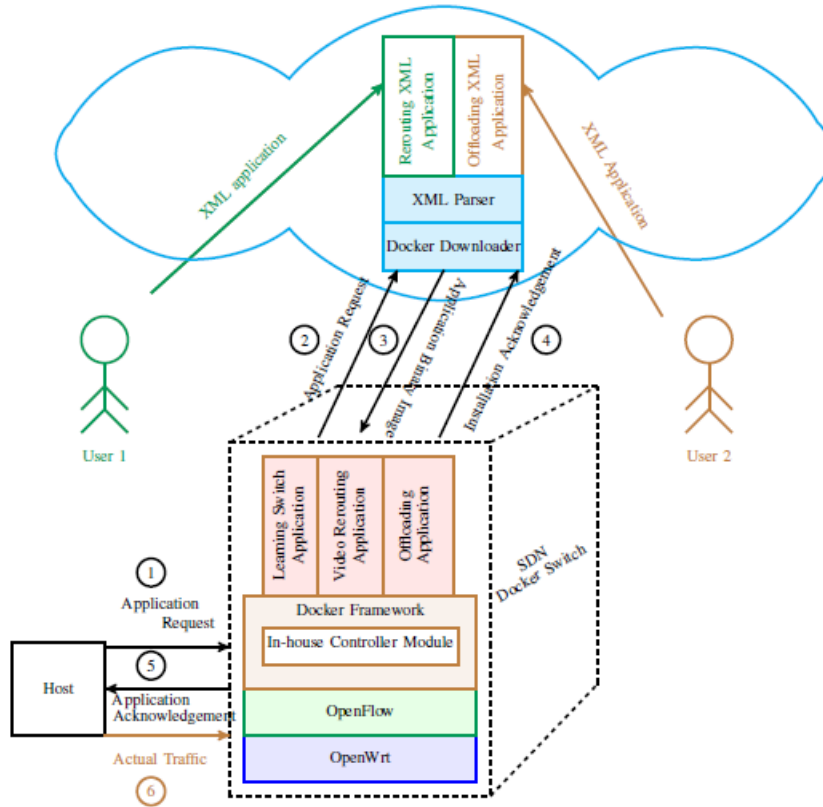 Rerouting XML
Application
Offloading XML
Application
XML application
XML Application
XML Parser
Docker Downloader
2
Application Request
3
Application Binary Image
4
Installation Acknowledgement
User 1
User 2
Learning Switch
Application
Video Rerouting
Application
Offloading
Application
SDN
Docker Switch
1
Application
Request
Docker Framework
In-house Controller Module
5
Host
Application
Acknowledgement
OpenFlow
Actual Traffic
OpenWrt
6